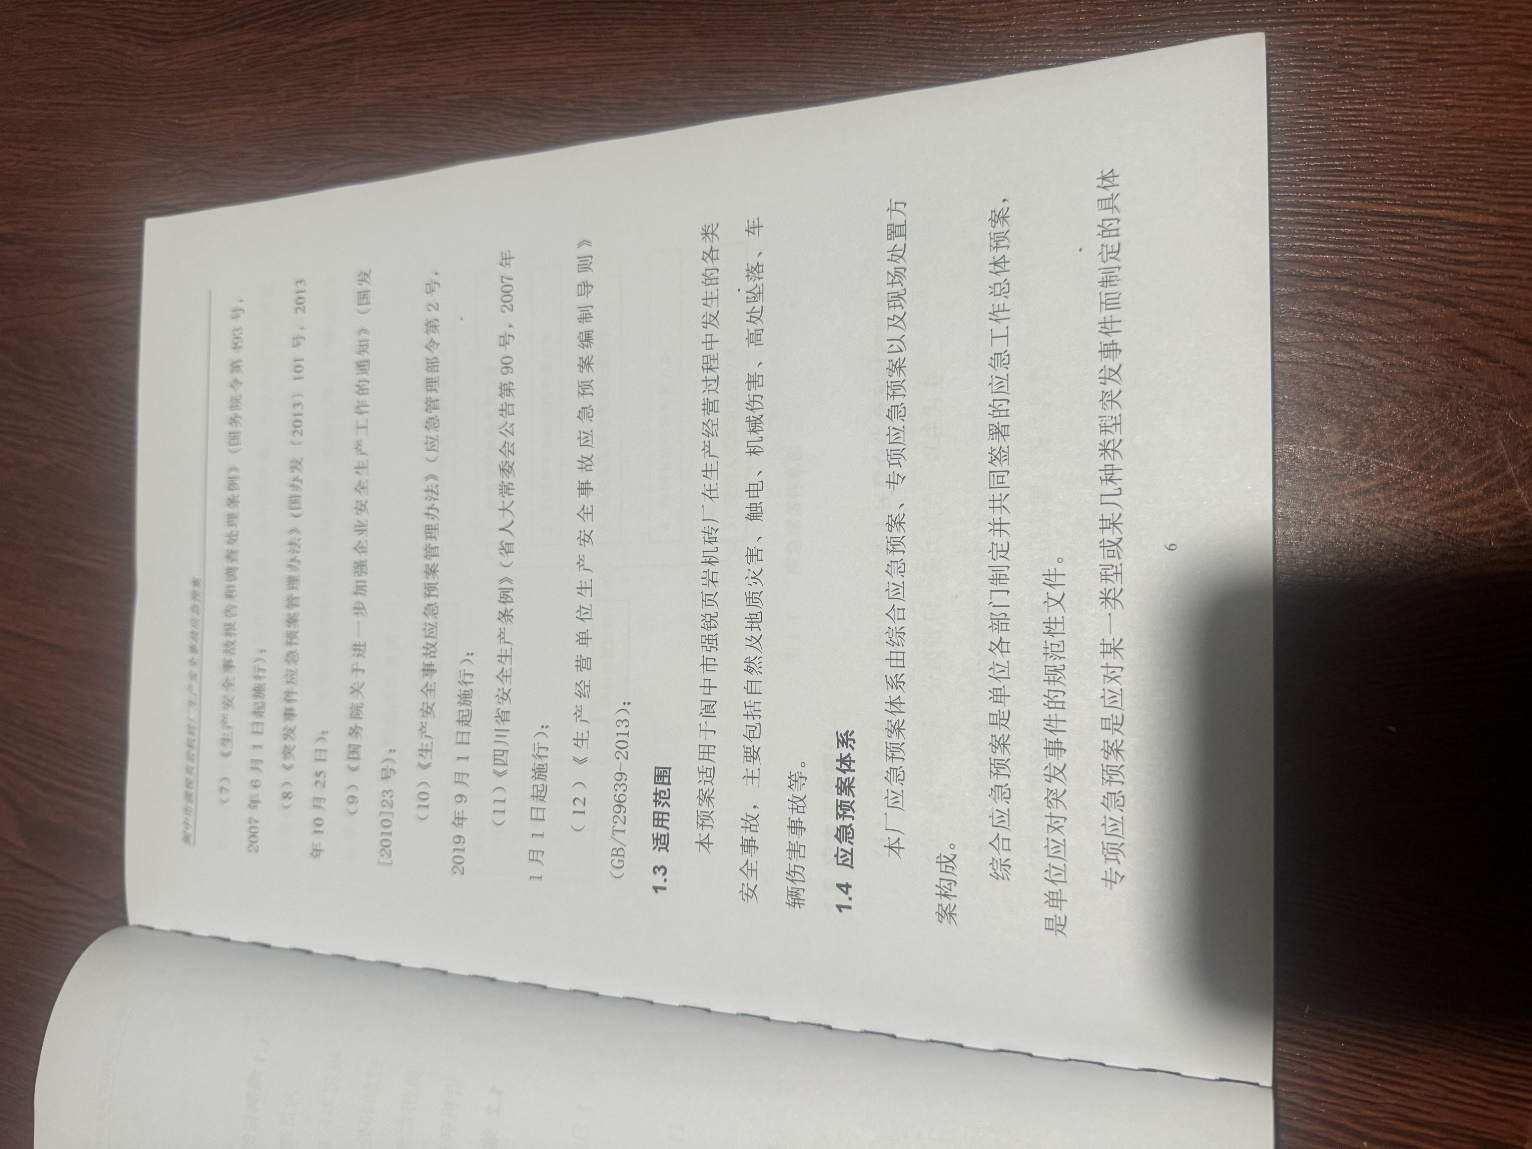 阆中市强锐页岩机砖厂生产安全事故应急预案
（7）《生产安全事故报告和调查处理条例》（国务院令第 493 号，
2007 年 6 月 1 日起施行）；
（8）《突发事件应急预案管理办法》（国办发（2013）101 号，2013
年 10 月 25 日）；
（9）《国务院关于进一步加强企业安全生产工作的通知》（国发
[2010]23 号）；
（10）《生产安全事故应急预案管理办法》（应急管理部令第 2 号，
2019 年 9 月 1 日起施行）；
（11）《四川省安全生产条例》（省人大常委会公告第 90 号，2007 年
1 月 1 日起施行）；
（12）《生产经营单位生产安全事故应急预案编制导则》
（GB/T29639-2013）；
1.3 适用范围
本预案适用于阆中市强锐页岩机砖厂在生产经营过程中发生的各类
安全事故，主要包括自然及地质灾害、触电、机械伤害、高处坠落、车
辆伤害事故等。
1.4 应急预案体系
本厂应急预案体系由综合应急预案、专项应急预案以及现场处置方
案构成。
综合应急预案是单位各部门制定并共同签署的应急工作总体预案，
是单位应对突发事件的规范性文件。
专项应急预案是应对某一类型或某几种类型突发事件而制定的具体
6